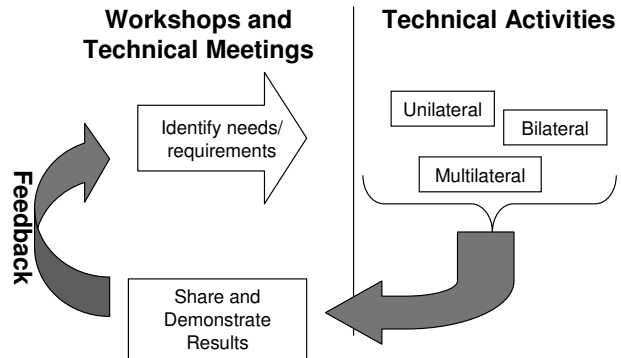 Workshops and
Technical Meetings
Technical Activities
Identify needs/
requirements
Unilateral
Bilateral
Multilateral
Feedback
Share and
Demonstrate
Results